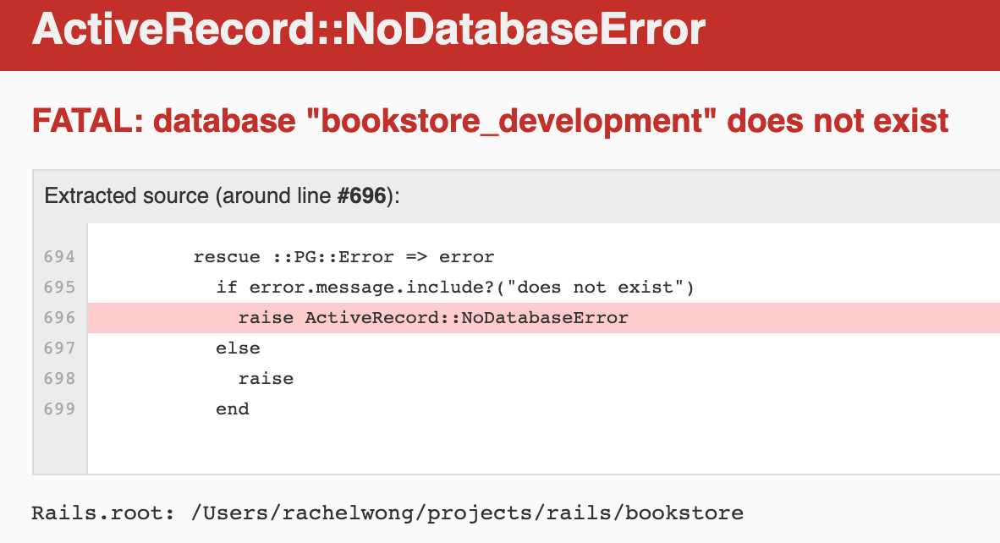 ActiveRecord::NoDatabaseError
FATAL: database "bookstore_development" does not exist
Extracted source (around line #696):
694 rescue ::PG::Error => error
695 if error.message.include?("does not exist")
696 raise ActiveRecord::NoDatabaseError
697 else
698 raise
699 end
Rails.root: /Users/rachelwong/projects/rails/bookstore